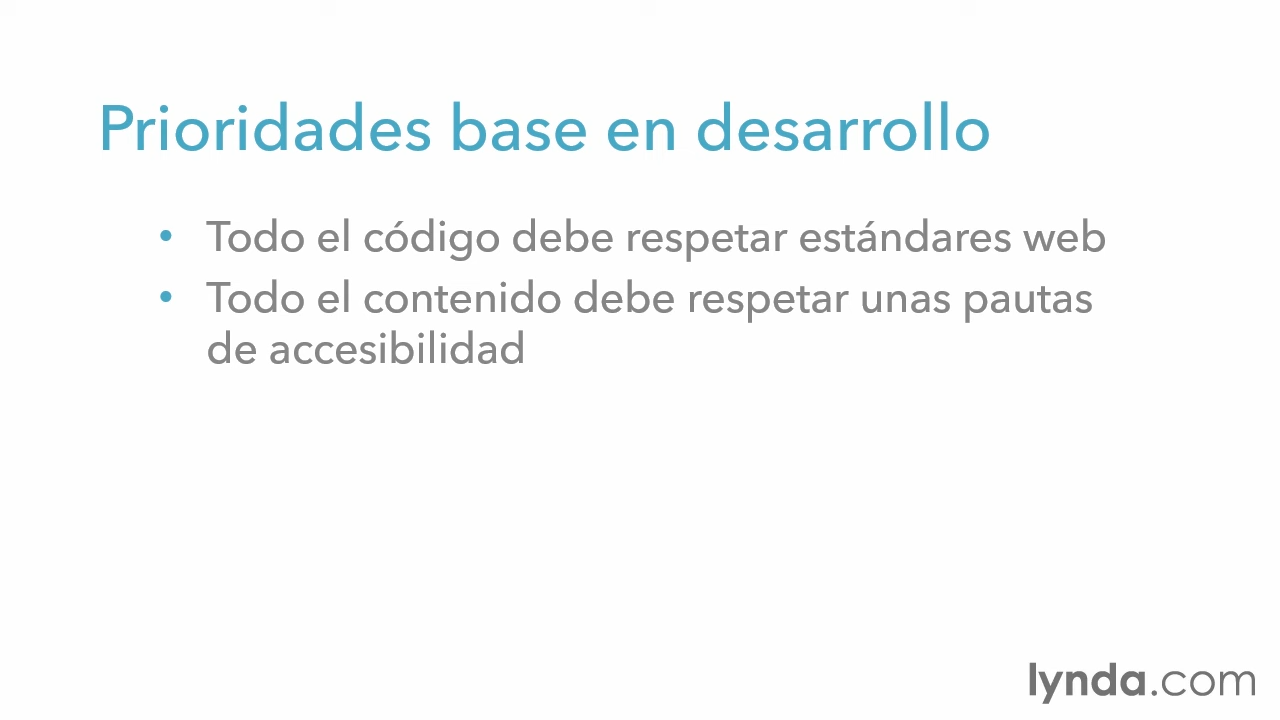 Prioridades base en desarrollo
• Todo el código debe respetar estándares web
• Todo el contenido debe respetar unas pautas
de accesibilidad
lynda.com